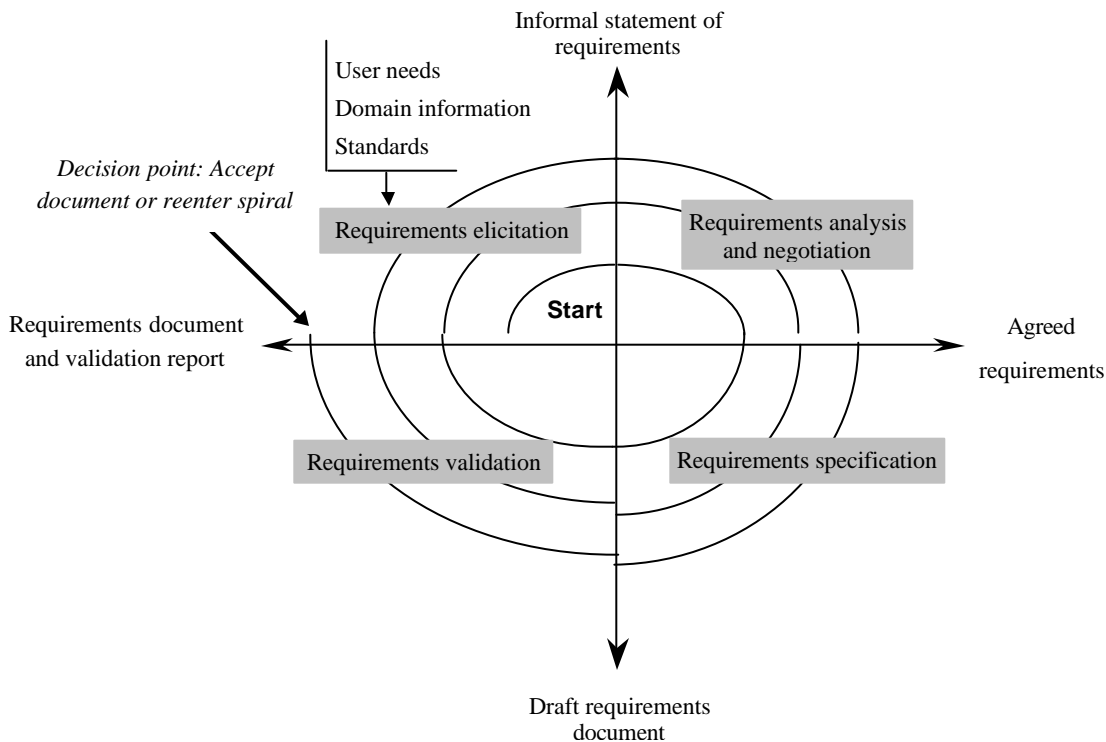 Informal statement of
requirements
User needs
Domain information
Standards
Decision point: Accept
document or reenter spiral
Requirements elicitation
Requirements analysis
and negotiation
Start
Requirements document
and validation report
Agreed
requirements
Requirements validation
Requirements specification
Draft requirements
document